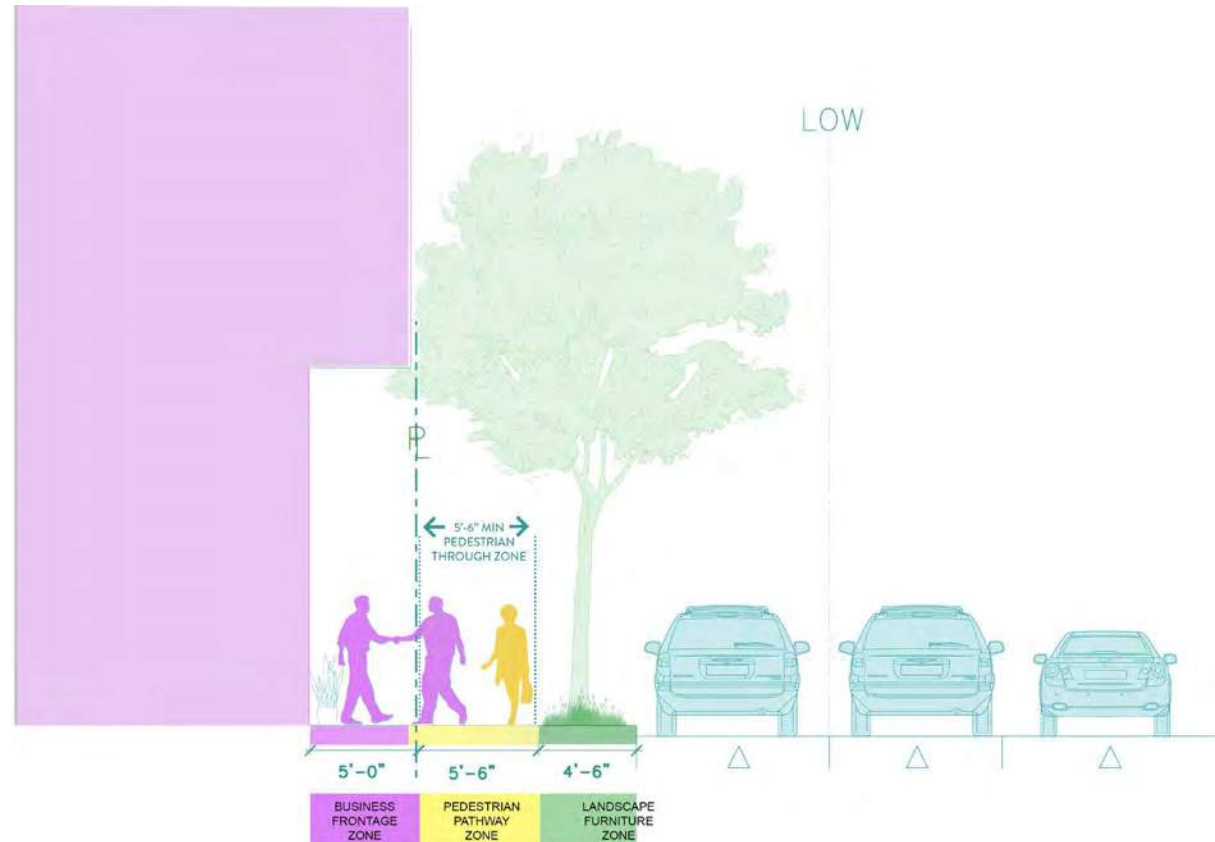 LOW
PL
5'-6" MIN
PEDESTRIAN
THROUGH ZONE
5'-0" 5'-6" 4'-6"
BUSINESS
FRONTAGE
ZONE
PEDESTRIAN
PATHWAY
ZONE
LANDSCAPE
FURNITURE
ZONE